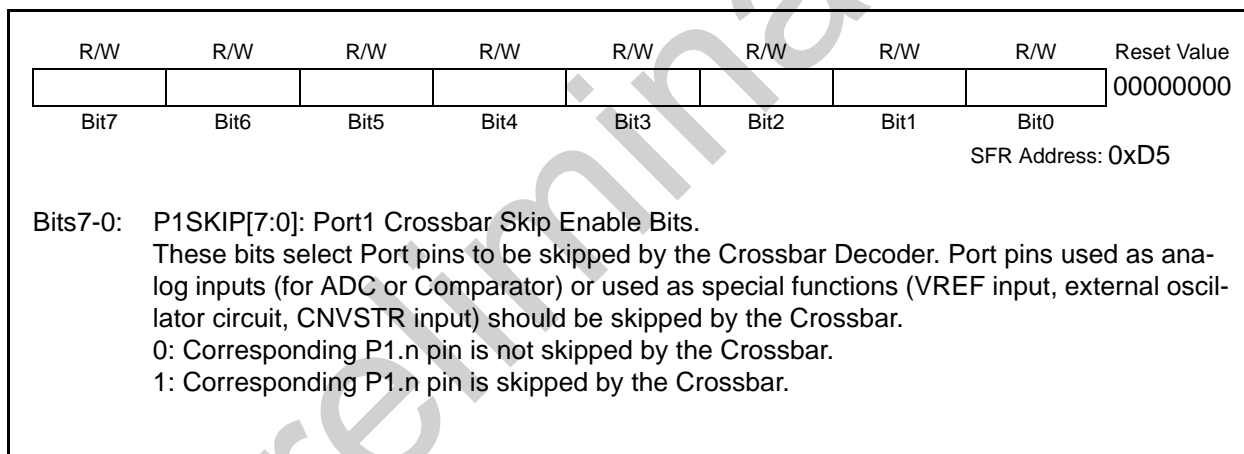 R/W R/W R/W R/W R/W R/W R/W R/W Reset Value
00000000
Bit7 Bit6 Bit5 Bit4 Bit3 Bit2 Bit1 Bit0
SFR Address: 0xD5
Bits7-0: P1SKIP[7:0]: Port1 Crossbar Skip Enable Bits.
These bits select Port pins to be skipped by the Crossbar Decoder. Port pins used as ana-
log inputs (for ADC or Comparator) or used as special functions (VREF input, external oscil-
lator circuit, CNVSTR input) should be skipped by the Crossbar.
0: Corresponding P1.n pin is not skipped by the Crossbar.
1: Corresponding P1.n pin is skipped by the Crossbar.
relimina